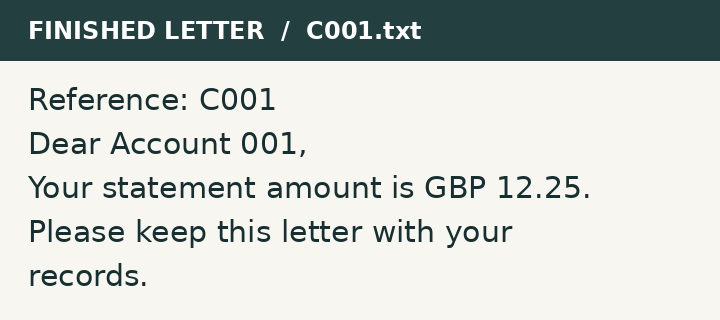 FINISHED LETTER / C001.txt
Reference: C001
Dear Account 001,
Your statement amount is GBP 12.25.
Please keep this letter with your
records.